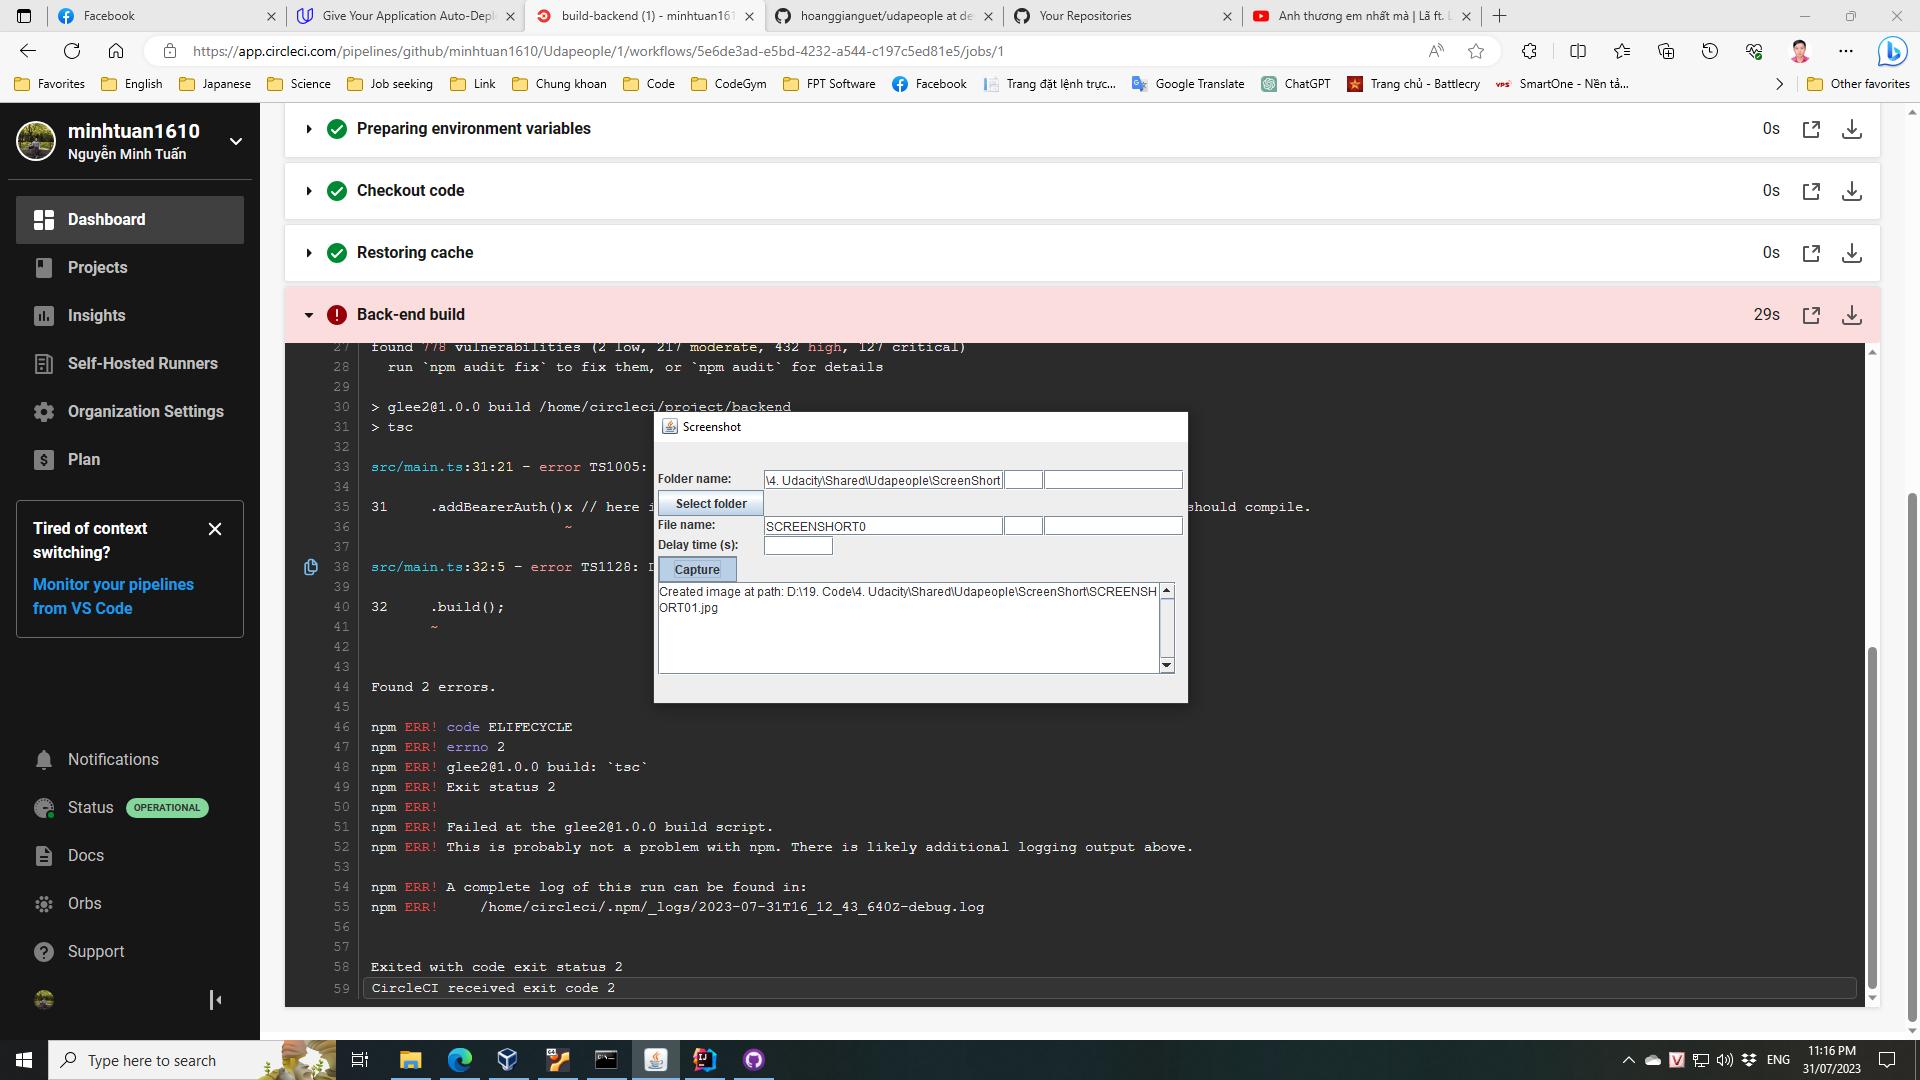 Facebook
Give Your Application Auto-Depl
build-backend (1) - minhtuan161
hoanggianguet/udapeople at de
Your Repositories
Anh thương em nhất mà | Lã ft.
https://app.circleci.com/pipelines/github/minhtuan1610/Udapeople/1/workflows/5e6de3ad-e5bd-4232-a544-c197c5ed81e5/jobs/1
Favorites
English
Japanese
Science
Job seeking
Link
Chung khoan
Code
CodeGym
FPT Software
Facebook
Trang đặt lệnh trực...
Google Translate
ChatGPT
Trang chủ - Battlecry
SmartOne - Nền tả...
Other favorites
minhtuan1610
Nguyễn Minh Tuấn
Dashboard
Projects
Insights
Self-Hosted Runners
Organization Settings
Plan
Tired of context
switching?
Monitor your pipelines
from VS Code
Notifications
Status OPERATIONAL
Docs
Orbs
Support
Preparing environment variables 0s
Checkout code 0s
Restoring cache 0s
Back-end build 29s
27 found 778 vulnerabilities (2 low, 217 moderate, 432 high, 127 critical)
28 run `npm audit fix` to fix them, or `npm audit` for details
29
30 > glee2@1.0.0 build /home/circleci/project/backend
31 > tsc
32
33 src/main.ts:31:21 - error TS1005:
34
35 31 .addBearerAuth()x // here i should compile.
36 ~
37
38 src/main.ts:32:5 - error TS1128:
39
40 32 .build();
41 ~
42
43
44 Found 2 errors.
45
46 npm ERR! code ELIFECYCLE
47 npm ERR! errno 2
48 npm ERR! glee2@1.0.0 build: `tsc`
49 npm ERR! Exit status 2
50 npm ERR!
51 npm ERR! Failed at the glee2@1.0.0 build script.
52 npm ERR! This is probably not a problem with npm. There is likely additional logging output above.
53
54 npm ERR! A complete log of this run can be found in:
55 npm ERR! /home/circleci/.npm/_logs/2023-07-31T16_12_43_640Z-debug.log
56
57
58 Exited with code exit status 2
59 CircleCI received exit code 2
Screenshot
Folder name: \4. Udacity\Shared\Udapeople\ScreenShort
Select folder
File name: SCREENSHORT0
Delay time (s):
Capture
Created image at path: D:\19. Code\4. Udacity\Shared\Udapeople\ScreenShort\SCREENSH
ORT01.jpg
Type here to search
ENG
11:16 PM
31/07/2023